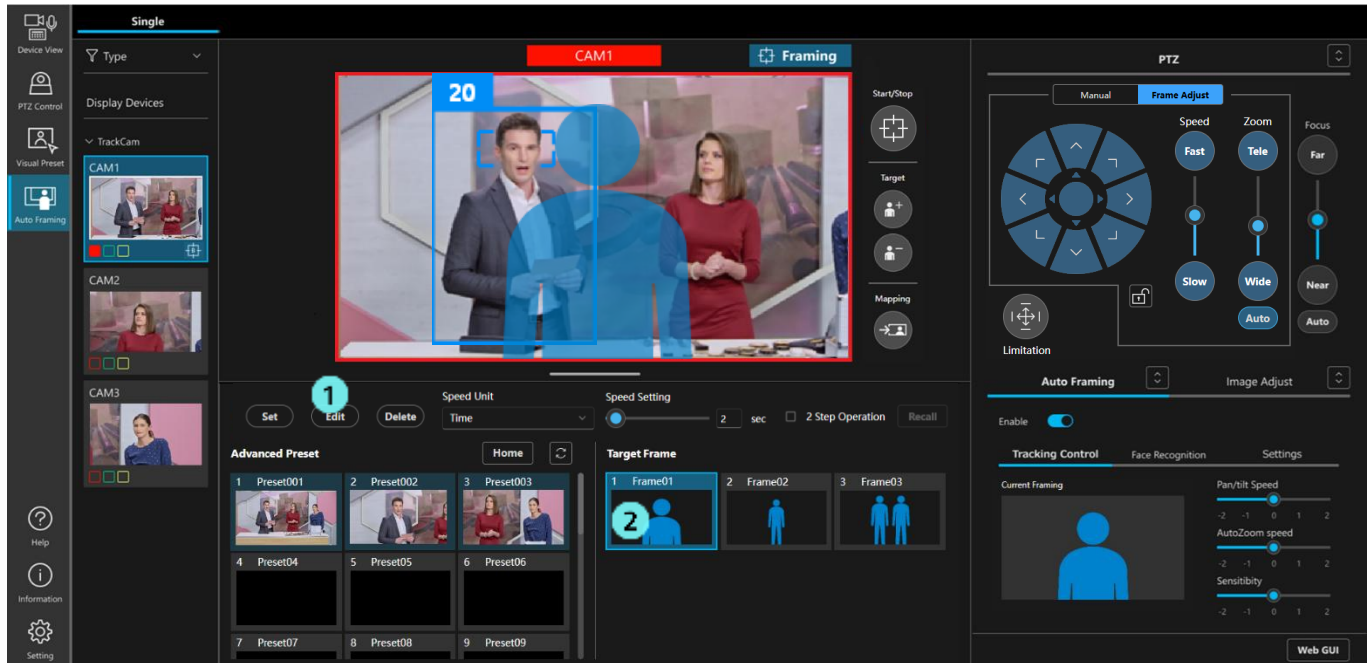 Single
Device View
PTZ Control
Visual Preset
Auto Framing
Help
Information
Setting
Type
Display Devices
TrackCam
CAM1
CAM2
CAM3
CAM1
Framing
20
Start/Stop
Target
Mapping
1
Set
Edit
Delete
Speed Unit
Time
Speed Setting
2 sec
2 Step Operation
Recall
Advanced Preset
Home
1 Preset001
2 Preset002
3 Preset003
4 Preset04
5 Preset05
6 Preset06
7 Preset07
8 Preset08
9 Preset09
Target Frame
1 Frame01
2 Frame02
3 Frame03
2
PTZ
Manual
Frame Adjust
Speed
Zoom
Focus
Fast
Tele
Far
Slow
Wide
Near
Auto
Auto
Limitation
Auto Framing
Image Adjust
Enable
Tracking Control
Face Recognition
Settings
Current Framing
Pan/tilt Speed
-2 -1 0 1 2
AutoZoom speed
-2 -1 0 1 2
Sensitibity
-2 -1 0 1 2
Web GUI